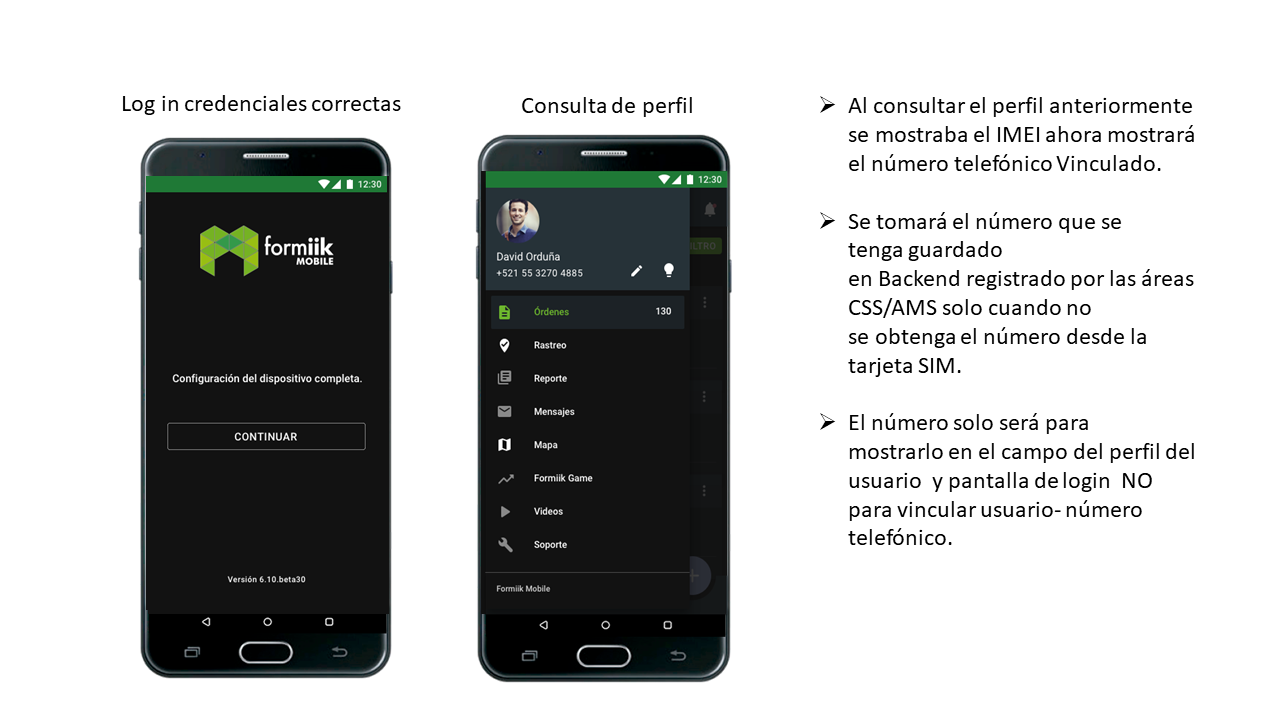 Log in credenciales correctas
12:30
formiik
MOBILE
Configuración del dispositivo completa.
CONTINUAR
Versión 6.10.beta30
Consulta de perfil
12:30
David Orduña
+521 55 3270 4885
LTRO
Órdenes 130
Rastreo
Reporte
Mensajes
Mapa
Formiik Game
Videos
Soporte
Formiik Mobile
➢ Al consultar el perfil anteriormente
se mostraba el IMEI ahora mostrará
el número telefónico Vinculado.
➢ Se tomará el número que se
tenga guardado
en Backend registrado por las áreas
CSS/AMS solo cuando no
se obtenga el número desde la
tarjeta SIM.
➢ El número solo será para
mostrarlo en el campo del perfil del
usuario y pantalla de login NO
para vincular usuario- número
telefónico.